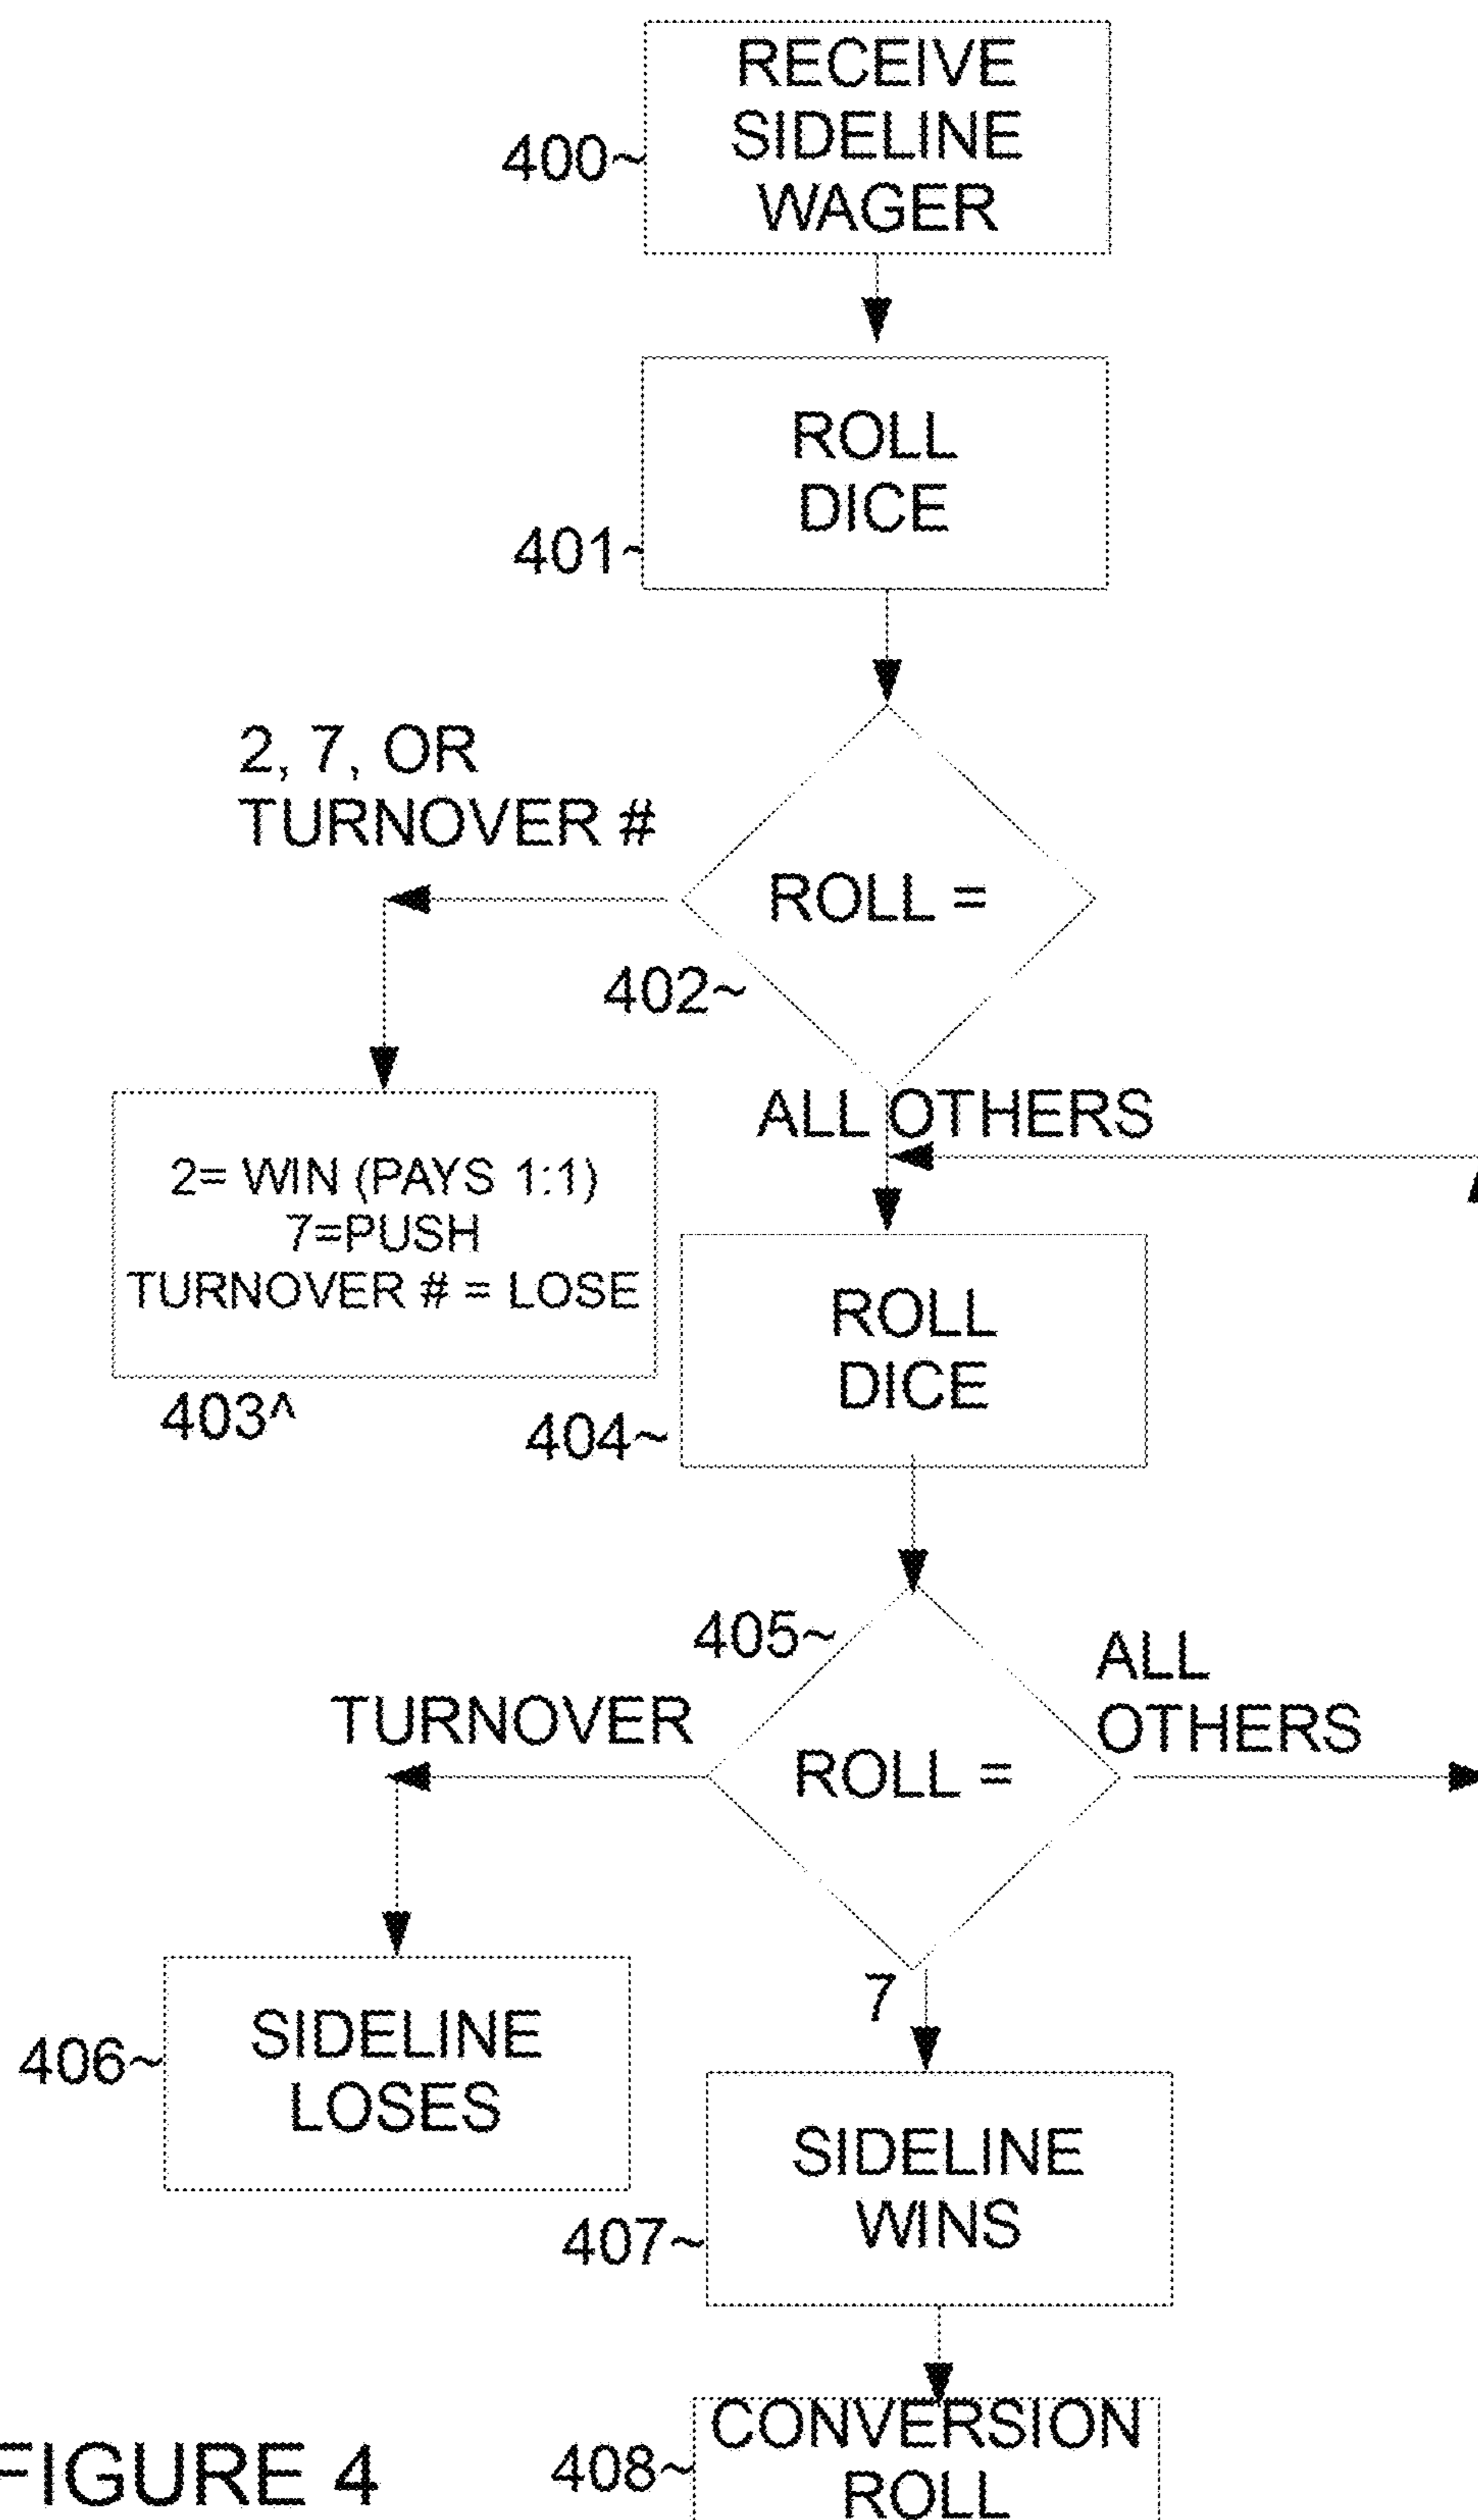 RECEIVE
SIDELINE
WAGER
400~
ROLL
DICE
401~
2, 7, OR
TURNOVER #
ROLL =
402~
ALL OTHERS
2= WIN (PAYS 1:1)
7=PUSH
TURNOVER # = LOSE
403^
ROLL
DICE
404~
405~
ALL
OTHERS
TURNOVER
ROLL =
7
SIDELINE
LOSES
406~
SIDELINE
WINS
407~
CONVERSION
ROLL
408~
FIGURE 4